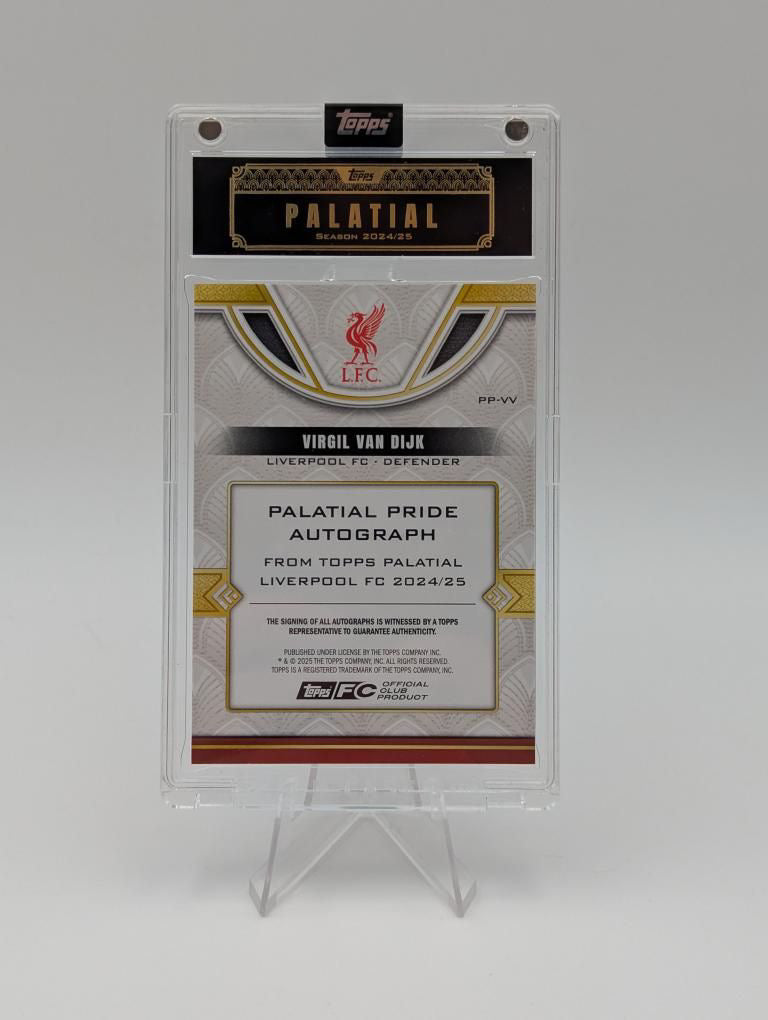 topps
topps
PALATIAL
SEASON 2024/25
L.F.C.
PP-VV
VIRGIL VAN DIJK
LIVERPOOL FC · DEFENDER
PALATIAL PRIDE
AUTOGRAPH
FROM TOPPS PALATIAL
LIVERPOOL FC 2024/25
THE SIGNING OF ALL AUTOGRAPHS IS WITNESSED BY A TOPPS
REPRESENTATIVE TO GUARANTEE AUTHENTICITY.
PUBLISHED UNDER LICENSE BY THE TOPPS COMPANY, INC.
® & © 2025 THE TOPPS COMPANY, INC. ALL RIGHTS RESERVED.
TOPPS IS A REGISTERED TRADEMARK OF THE TOPPS COMPANY, INC.
topps FC OFFICIAL
CLUB
PRODUCT